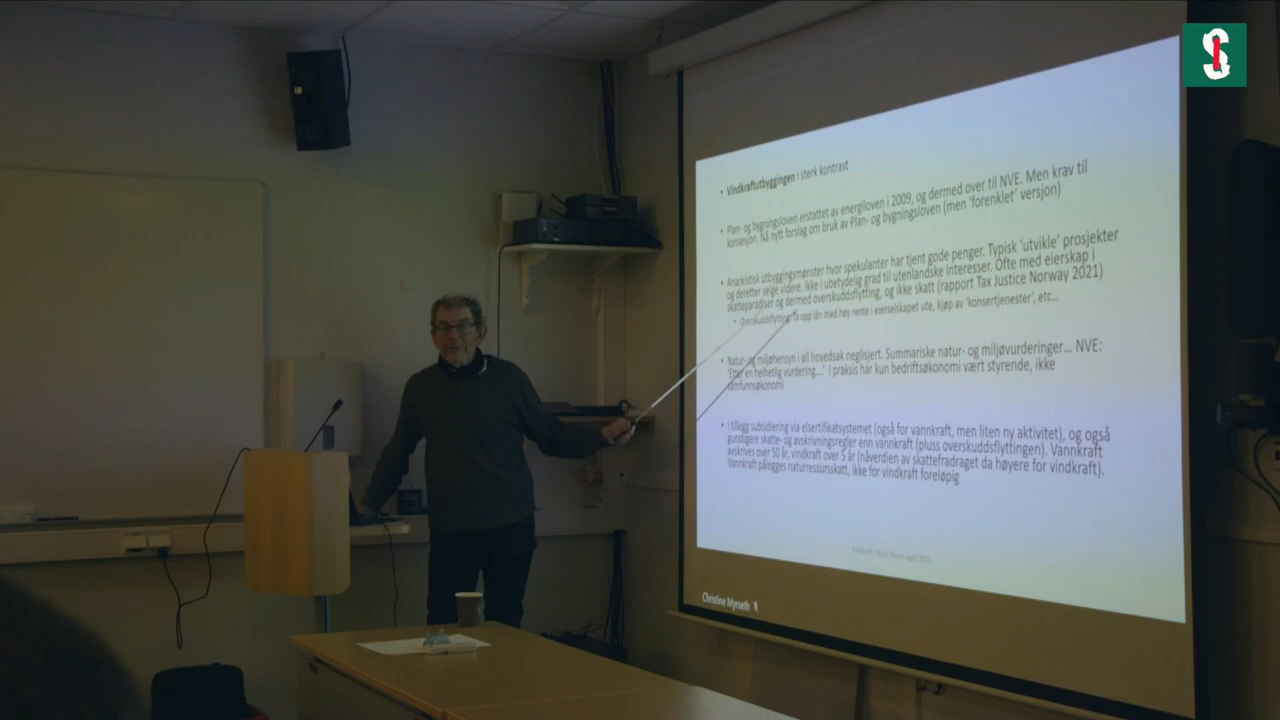 Vindkraftutbyggingen i sterk kontrast
Plan- og bygningsloven erstattet av energiloven i 2009, og dermed over til NVE. Men krav til
konsesjon. Nå nytt forslag om bruk av Plan- og bygningsloven (men 'forenklet' versjon)
Anarkistisk utbyggingsmønster hvor spekulanter har tjent gode penger. Typisk 'utvikle' prosjekter
og deretter selge videre. Ikke i ubetydelig grad til utenlandske interesser. Ofte med eierskap i
skatteparadiser og dermed overskuddsflytting, og ikke skatt (rapport Tax Justice Norway 2021)
Overskuddsflytting: ta opp lån med høy rente i eierselskapet ute, kjøp av 'konserntjenester', etc...
Natur- og miljøhensyn i all hovedsak neglisjert. Summariske natur- og miljøvurderinger... NVE:
'Etter en helhetlig vurdering...' I praksis har kun bedriftsøkonomi vært styrende, ikke
samfunnsøkonomi
I tillegg subsidiering via elsertifikatsystemet (også for vannkraft, men liten ny aktivitet), og også
gunstigere skatte- og avskrivningsregler enn vannkraft (pluss overskuddsflyttingen). Vannkraft
avskrives over 50 år, vindkraft over 5 år (nåverdien av skattefradraget da høyere for vindkraft).
Vannkraft pålegges naturressursskatt, ikke for vindkraft foreløpig
Christine Myrseth